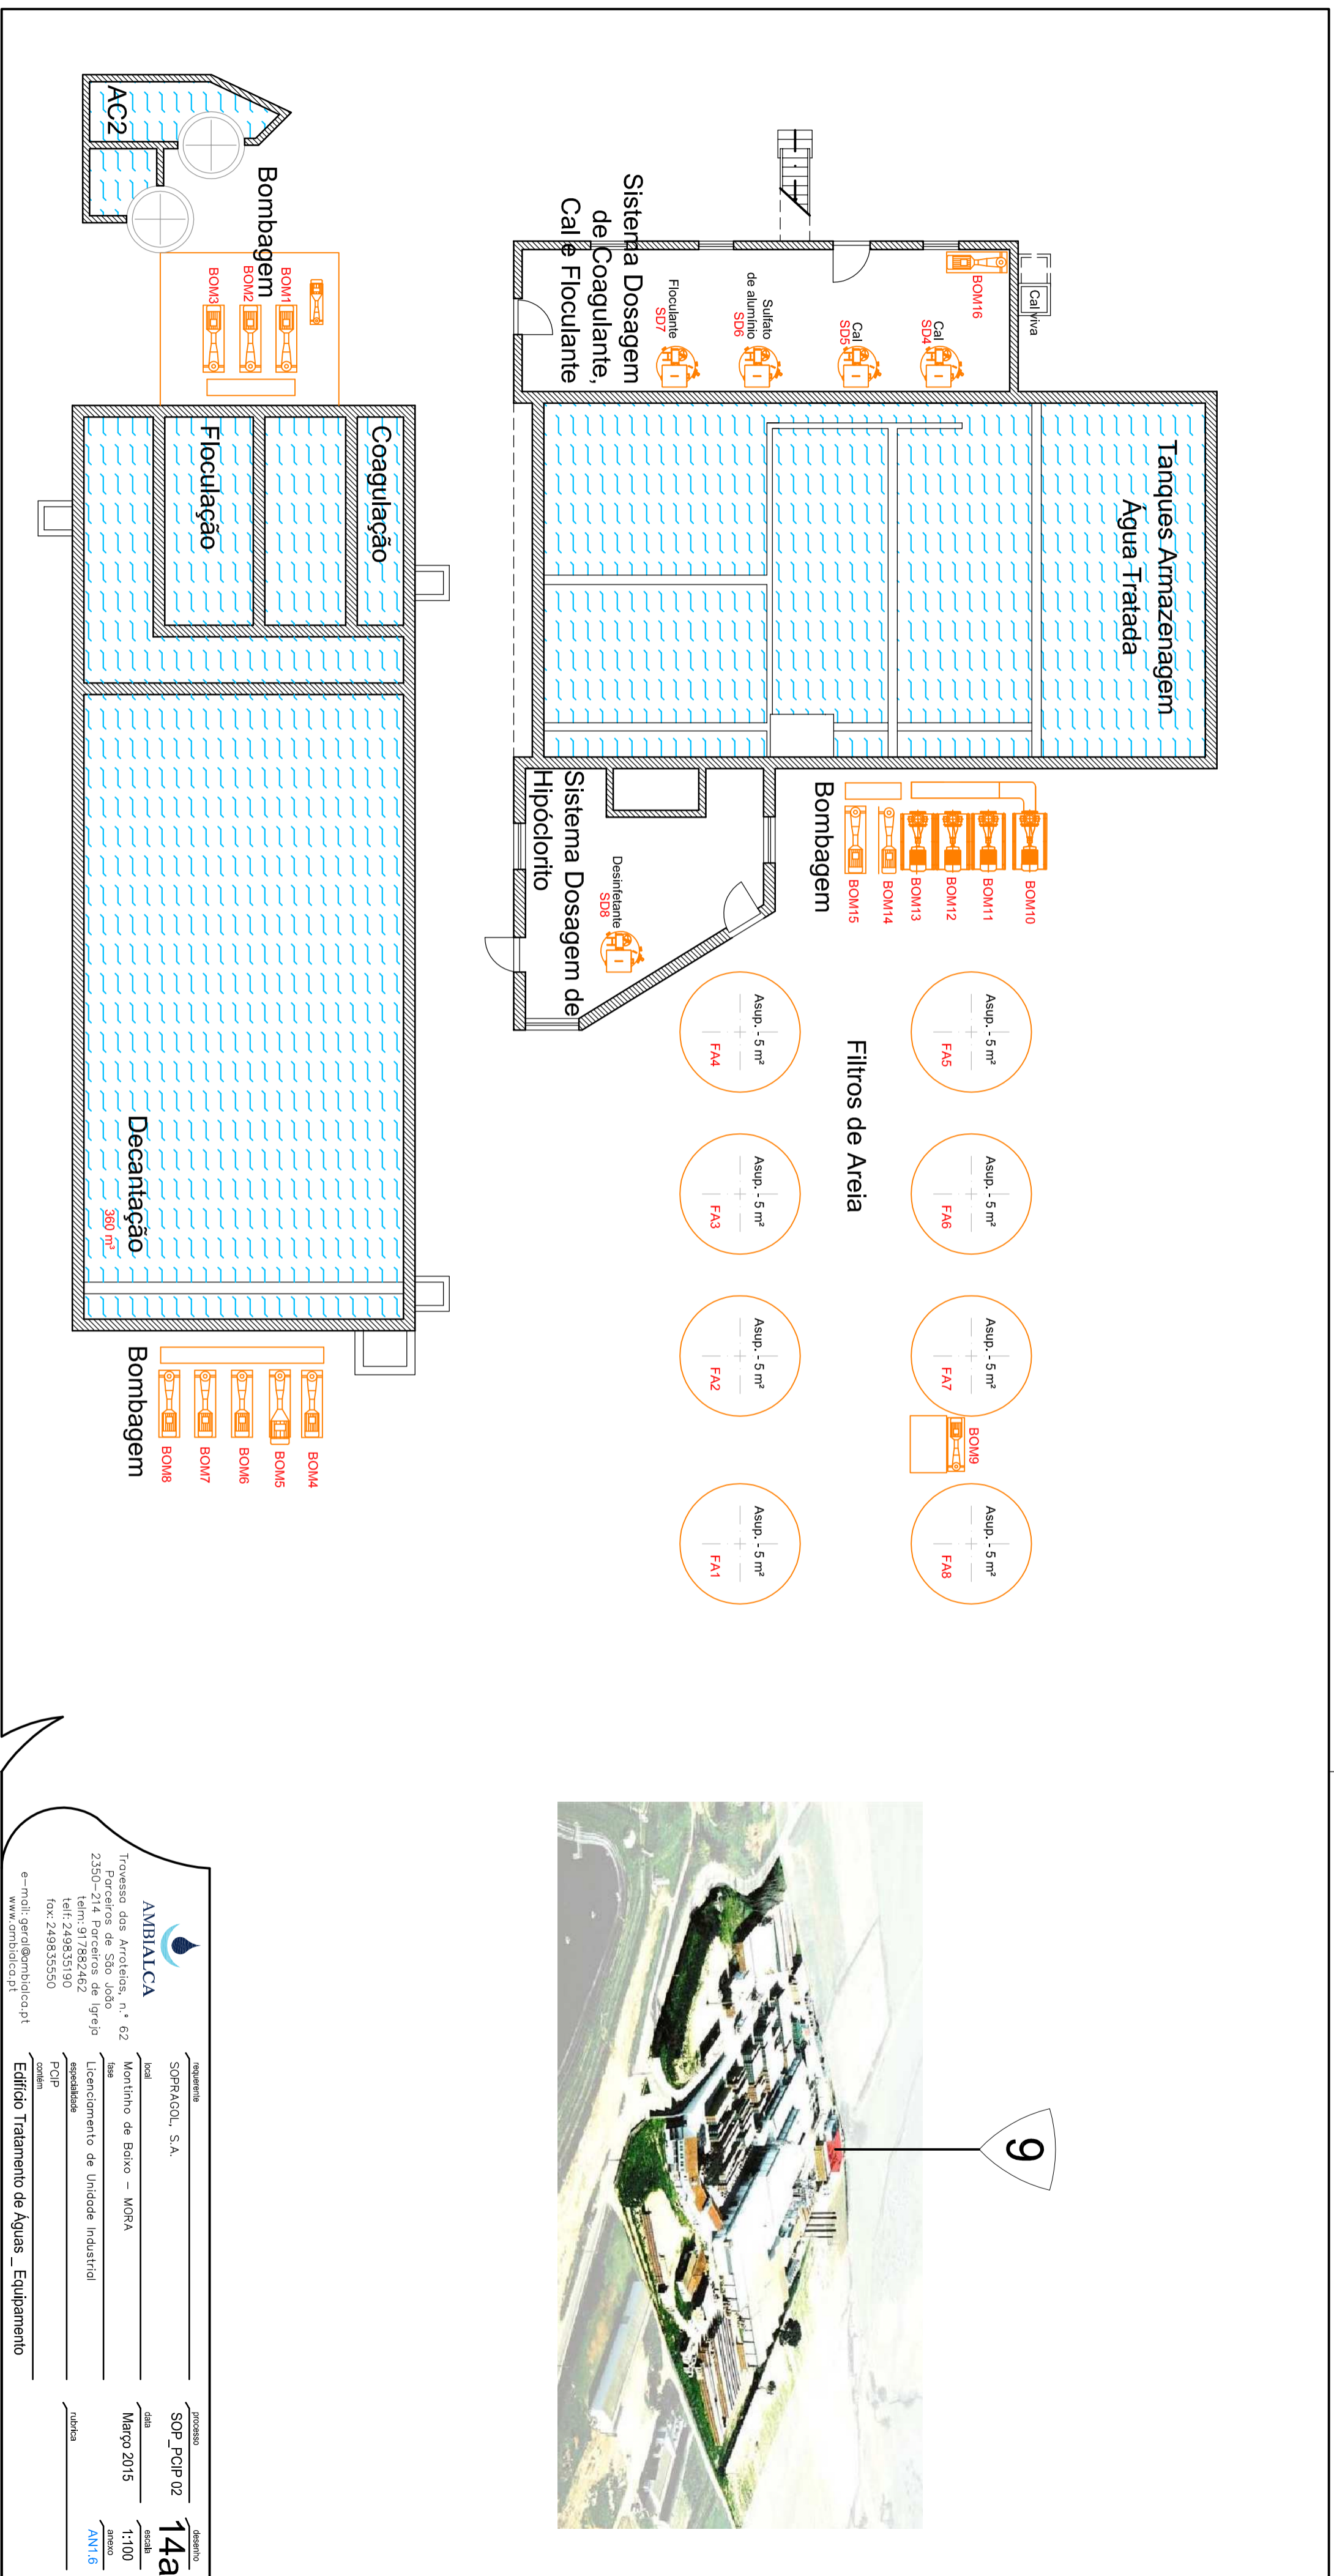 Cal viva
Tanques Armazenagem
Água Tratada
BOM16
Cal
SD4
Cal
SD5
Sulfato
de alumínio
SD6
Floculante
SD7
Sistema Dosagem
de Coagulante,
Cal e Floculante
BOM10
BOM11
BOM12
BOM13
BOM14
BOM15
Bombagem
Desinfetante
SD8
Sistema Dosagem de
Hipóclorito
Asup. - 5 m²
FA5
Asup. - 5 m²
FA6
Asup. - 5 m²
FA7
BOM9
Asup. - 5 m²
FA8
Filtros de Areia
Asup. - 5 m²
FA4
Asup. - 5 m²
FA3
Asup. - 5 m²
FA2
Asup. - 5 m²
FA1
AC2
Bombagem
BOM1
BOM2
BOM3
Coagulação
Floculação
Decantação
360 m³
BOM4
BOM5
BOM6
BOM7
BOM8
Bombagem
9
AMBIALCA
Travessa das Arroteias, n.° 62
Parceiros de São João
2350-214 Parceiros de Igreja
telm: 917882462
telf: 249835190
fax: 249835550
e-mail: geral@ambialca.pt
www.ambialca.pt
requerente
SOPRAGOL, S.A.
local
Montinho de Baixo - MORA
fase
Licenciamento de Unidade Industrial
especialidade
PCIP
contém
Edifício Tratamento de Águas _ Equipamento
processo
SOP_PCIP 02
data
Março 2015
rubrica
desenho
14a
escala
1:100
anexo
AN1.6